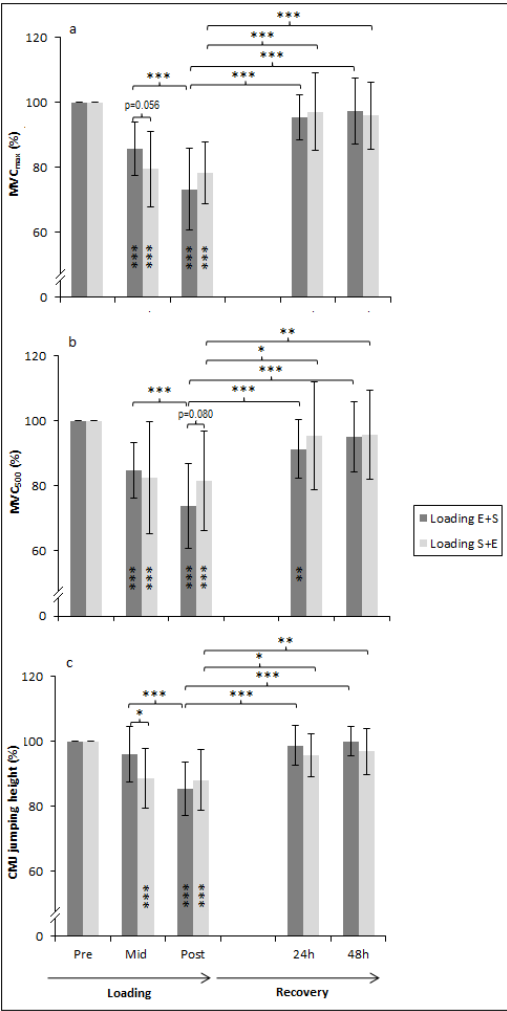 a
***
***
***
***
***
p=0.056
120
100
80
60
0
MVCmax (%)
*** *** *** ***
b
**
*
***
***
***
p=0.080
120
100
80
60
0
MVC500 (%)
*** *** *** *** **
Loading E+S
Loading S+E
c
**
*
***
***
***
*
120
100
80
60
0
CMJ jumping height (%)
*** *** ***
Pre Mid Post 24h 48h
Loading Recovery